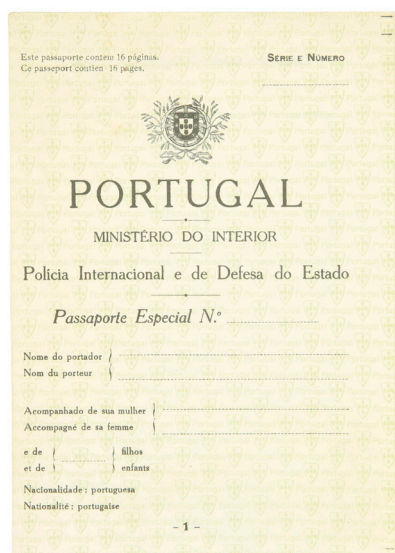 Este passaporte contem 16 páginas.
Ce passeport contien 16 pages.
SÉRIE E NÚMERO
PORTUGAL
MINISTÉRIO DO INTERIOR
Polícia Internacional e de Defesa do Estado
Passaporte Especial N.º
Nome do portador
Nom du porteur
Acompanhado de sua mulher
Accompagné de sa femme
e de filhos
et de enfants
Nacionalidade : portuguesa
Nationalité : portugaise
- 1 -